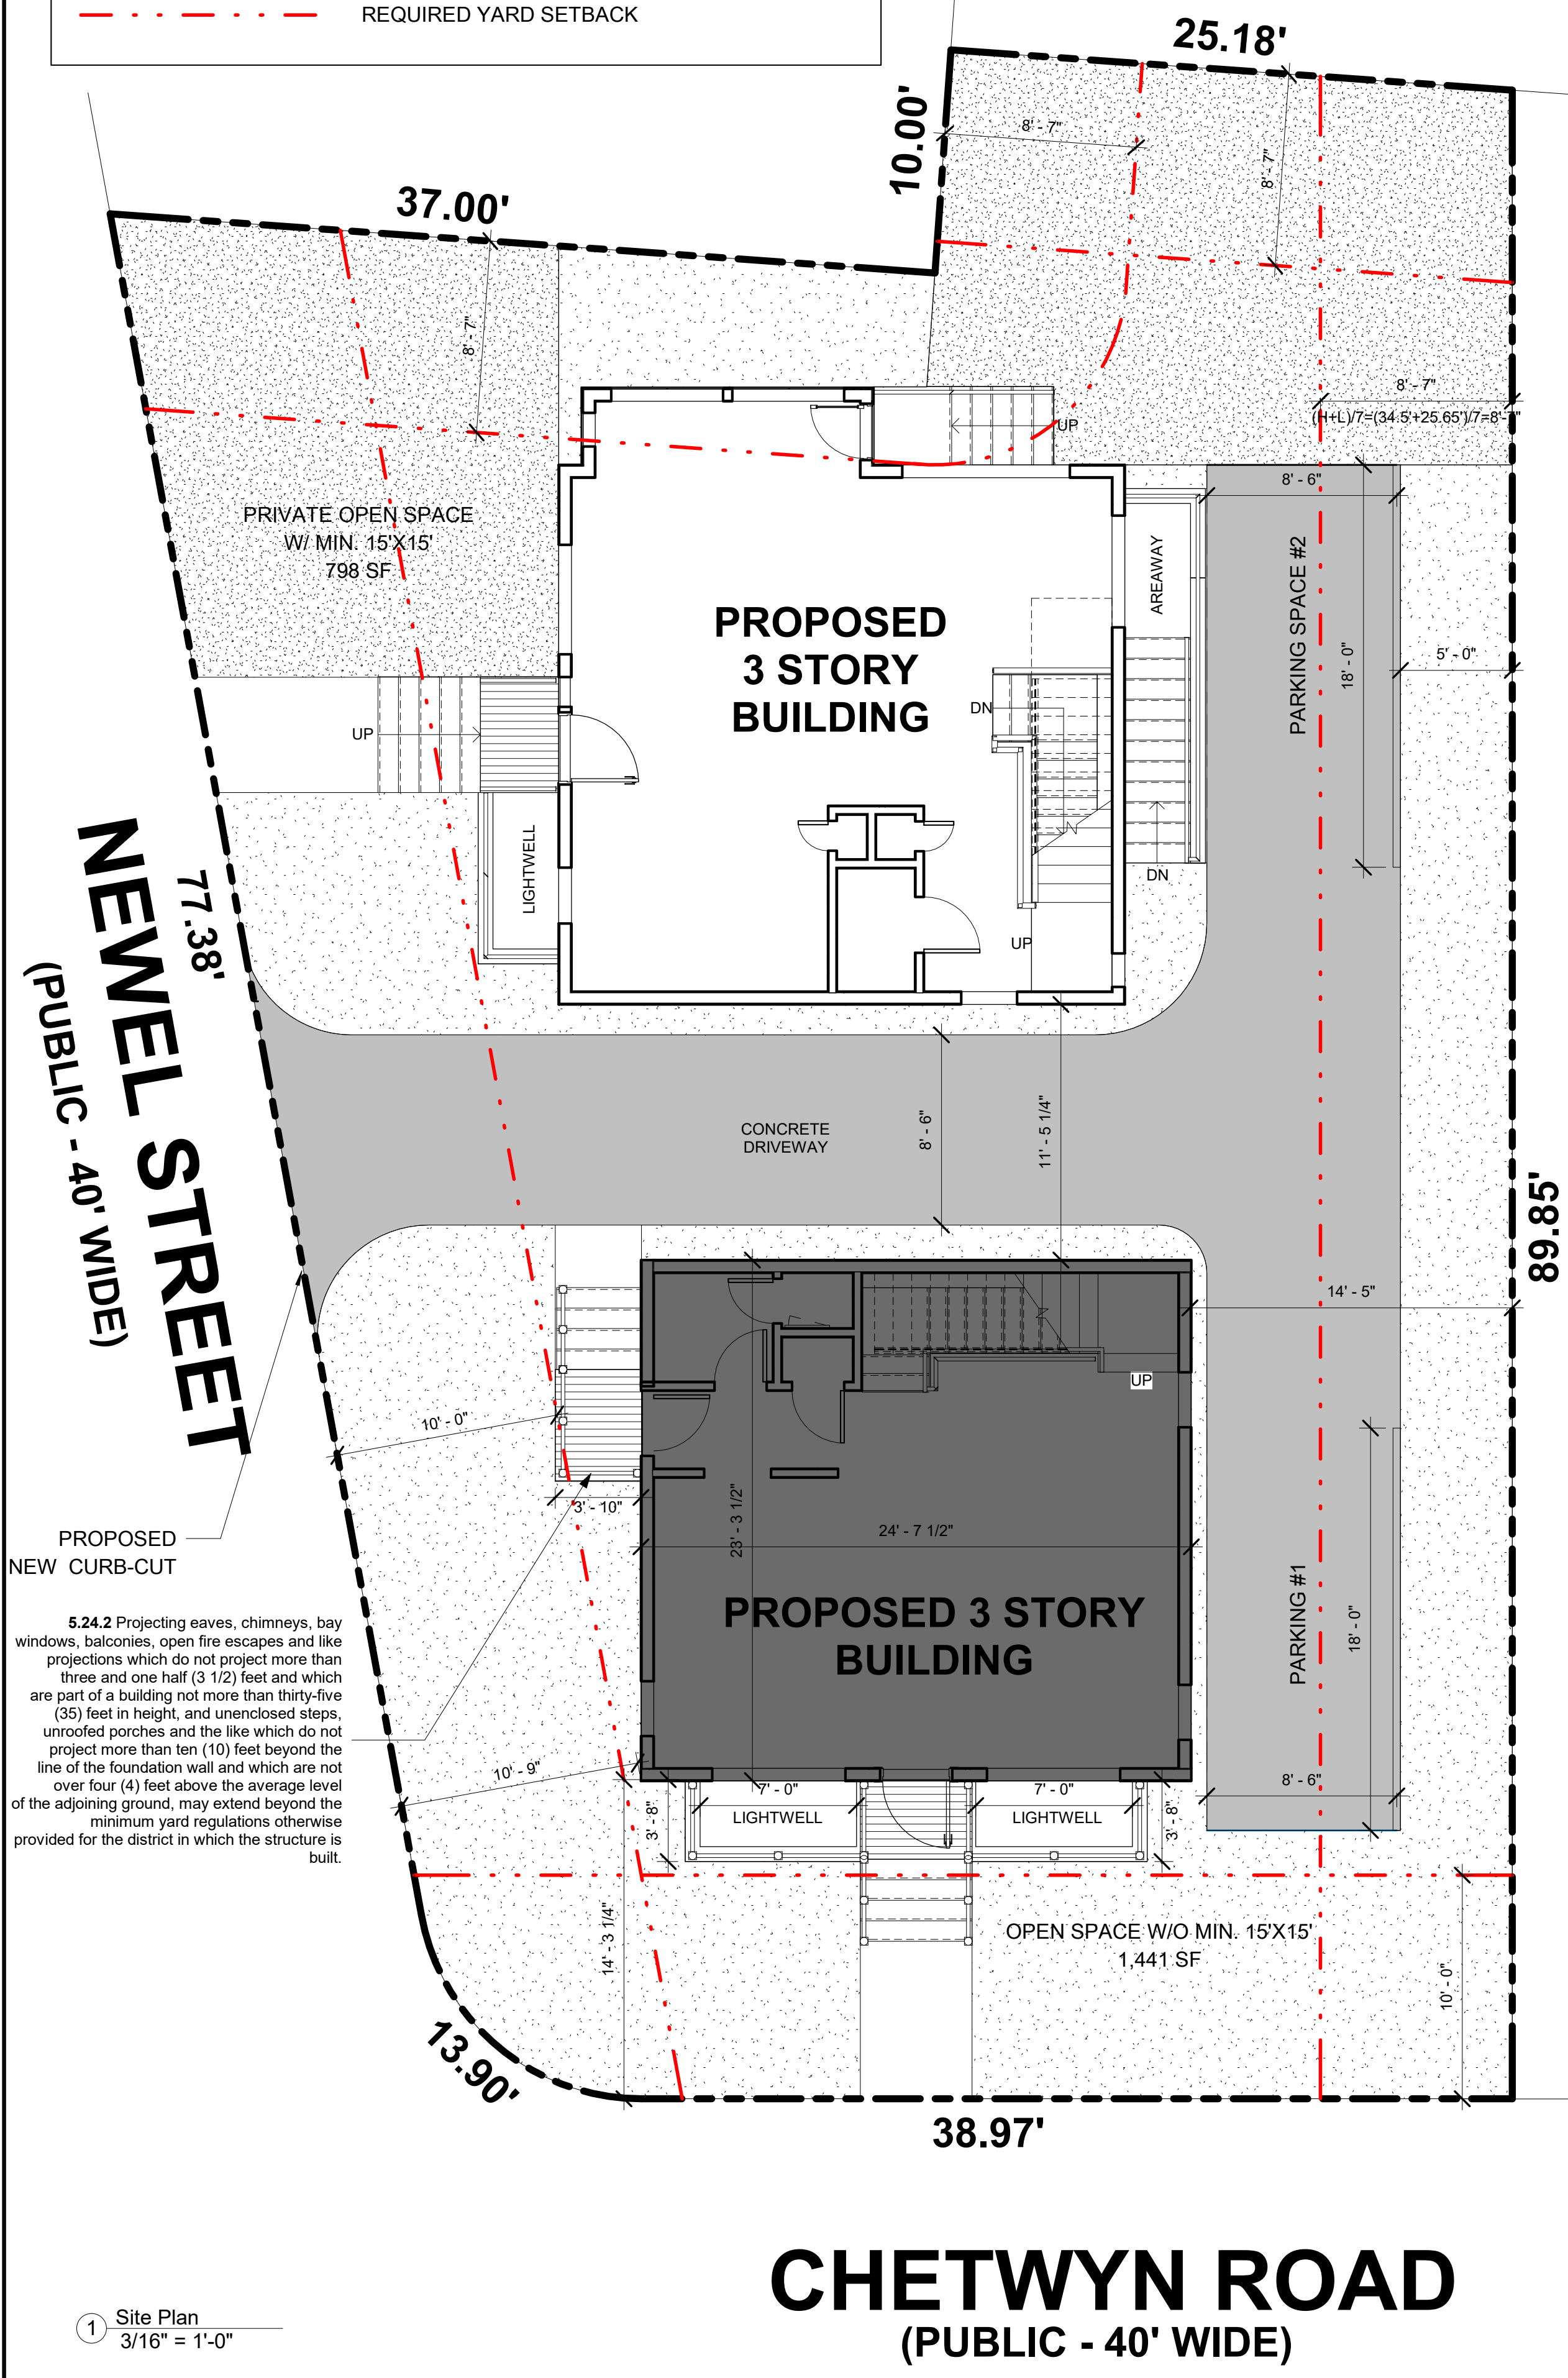 REQUIRED YARD SETBACK
25.18'
10.00'
8' - 7"
8' - 7"
37.00'
8' - 7"
8' - 7"
(H+L)/7=(34.5'+25.65')/7=8'-7"
UP
8' - 6"
PRIVATE OPEN SPACE
W/ MIN. 15'X15'
798 SF
AREAWAY
PARKING SPACE #2
18' - 0"
5' - 0"
PROPOSED
3 STORY
BUILDING
DN
UP
LIGHTWELL
DN
UP
77.38'
NEWEL STREET
(PUBLIC - 40' WIDE)
CONCRETE
DRIVEWAY
8' - 6"
11' - 5 1/4"
89.85'
14' - 5"
UP
10' - 0"
3' - 10"
23' - 3 1/2"
24' - 7 1/2"
PROPOSED
NEW CURB-CUT
PROPOSED 3 STORY
BUILDING
PARKING #1
18' - 0"
5.24.2 Projecting eaves, chimneys, bay
windows, balconies, open fire escapes and like
projections which do not project more than
three and one half (3 1/2) feet and which
are part of a building not more than thirty-five
(35) feet in height, and unenclosed steps,
unroofed porches and the like which do not
project more than ten (10) feet beyond the
line of the foundation wall and which are not
over four (4) feet above the average level
of the adjoining ground, may extend beyond the
minimum yard regulations otherwise
provided for the district in which the structure is
built.
10' - 9"
7' - 0"
7' - 0"
8' - 6"
3' - 8"
LIGHTWELL
LIGHTWELL
3' - 8"
14' - 3 1/4"
OPEN SPACE W/O MIN. 15'X15'
1,441 SF
10' - 0"
13.90'
38.97'
CHETWYN ROAD
(PUBLIC - 40' WIDE)
1
Site Plan
3/16" = 1'-0"